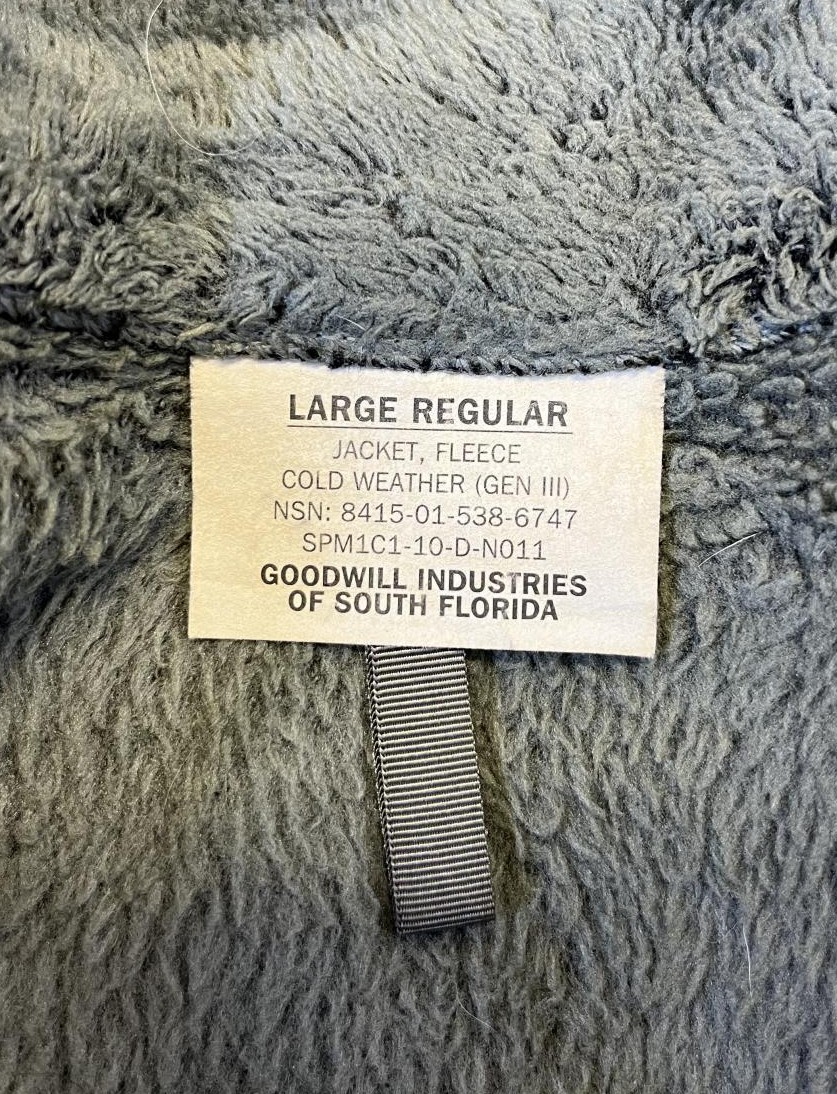 LARGE REGULAR
JACKET, FLEECE
COLD WEATHER (GEN III)
NSN: 8415-01-538-6747
SPM1C1-10-D-N011
GOODWILL INDUSTRIES
OF SOUTH FLORIDA